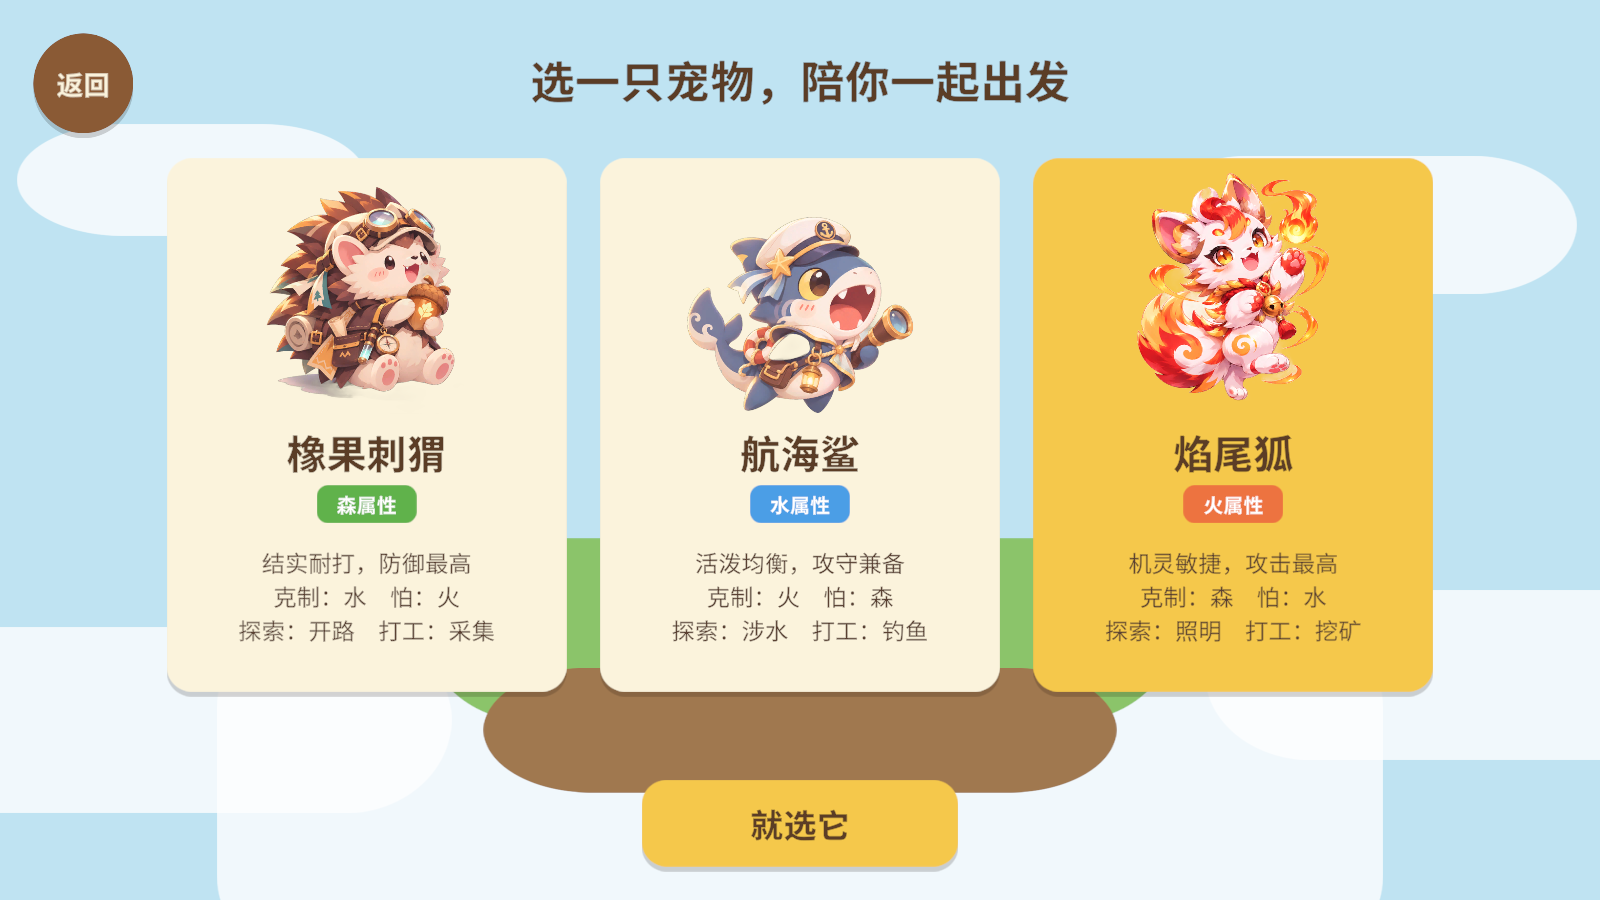 返回
选一只宠物，陪你一起出发
橡果刺猬
森属性
结实耐打，防御最高
克制：水　怕：火
探索：开路　打工：采集
航海鲨
水属性
活泼均衡，攻守兼备
克制：火　怕：森
探索：涉水　打工：钓鱼
焰尾狐
火属性
机灵敏捷，攻击最高
克制：森　怕：水
探索：照明　打工：挖矿
就选它